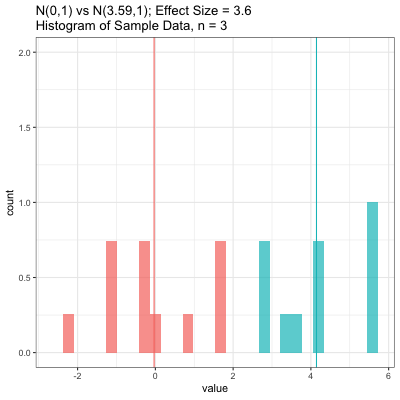 N(0,1) vs N(3.59,1); Effect Size = 3.6
Histogram of Sample Data, n = 3
2.0
1.5
1.0
0.5
0.0
count
-2
0
2
4
6
value